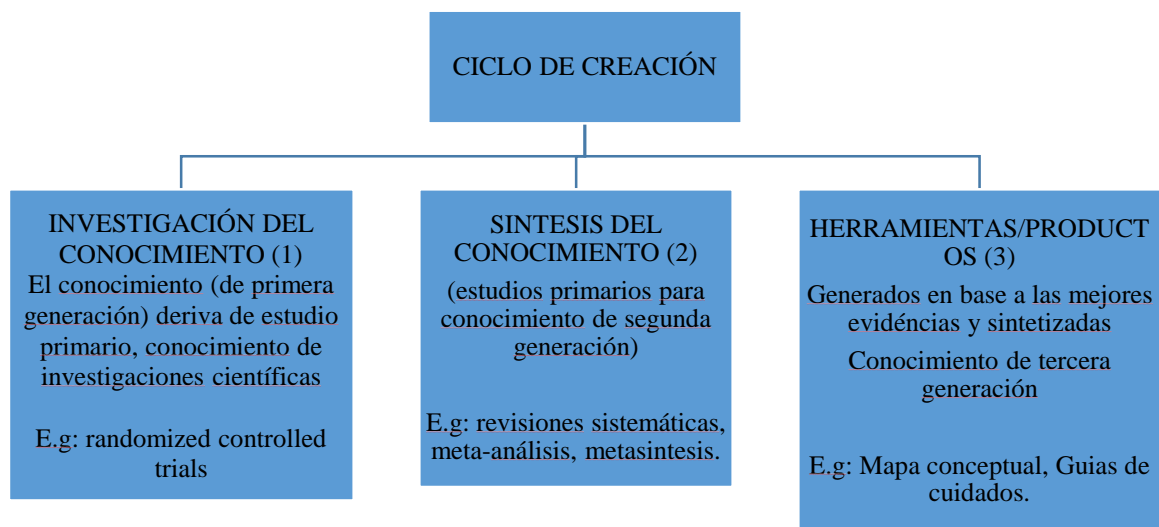 CICLO DE CREACIÓN
INVESTIGACIÓN DEL
CONOCIMIENTO (1)
El conocimiento (de primera
generación) deriva de estudio
primario, conocimiento de
investigaciones científicas
E.g: randomized controlled
trials
SINTESIS DEL
CONOCIMIENTO (2)
(estudios primarios para
conocimiento de segunda
generación)
E.g: revisiones sistemáticas,
meta-análisis, metasintesis.
HERRAMIENTAS/PRODUCT
OS (3)
Generados en base a las mejores
evidéncias y sintetizadas
Conocimiento de tercera
generación
E.g: Mapa conceptual, Guias de
cuidados.